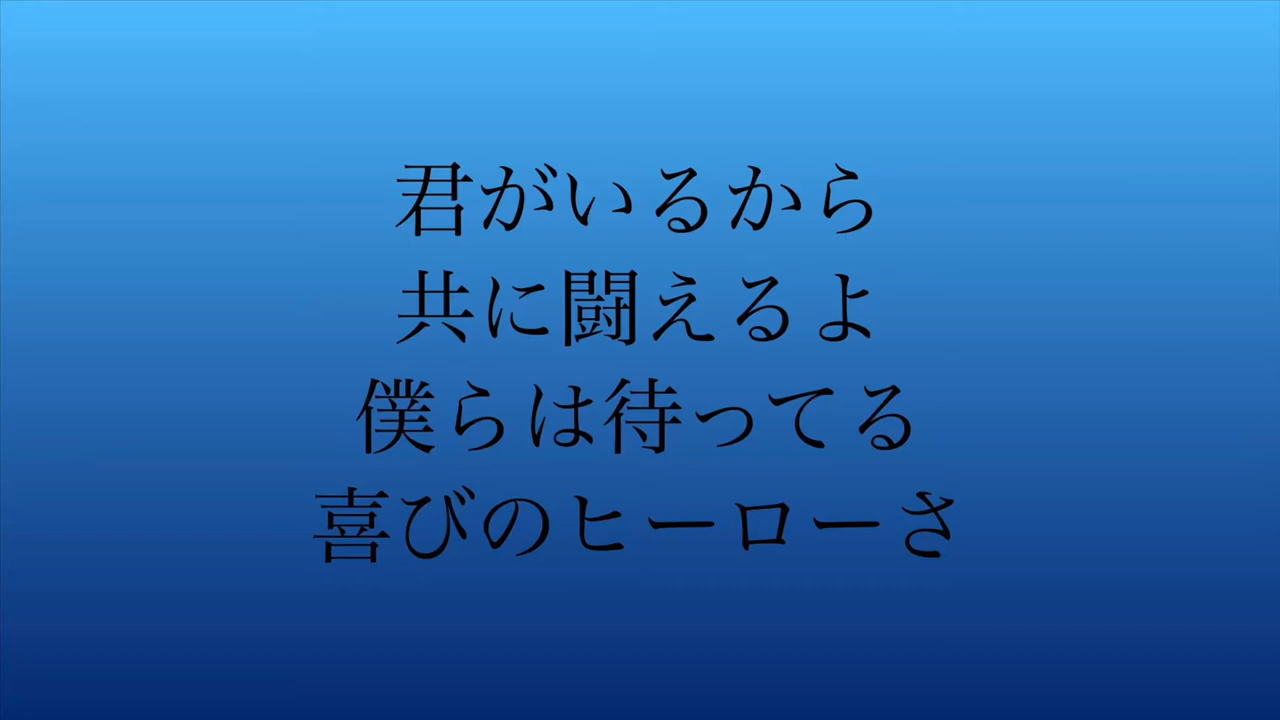 君がいるから
共に闘えるよ
僕らは待ってる
喜びのヒーローさ